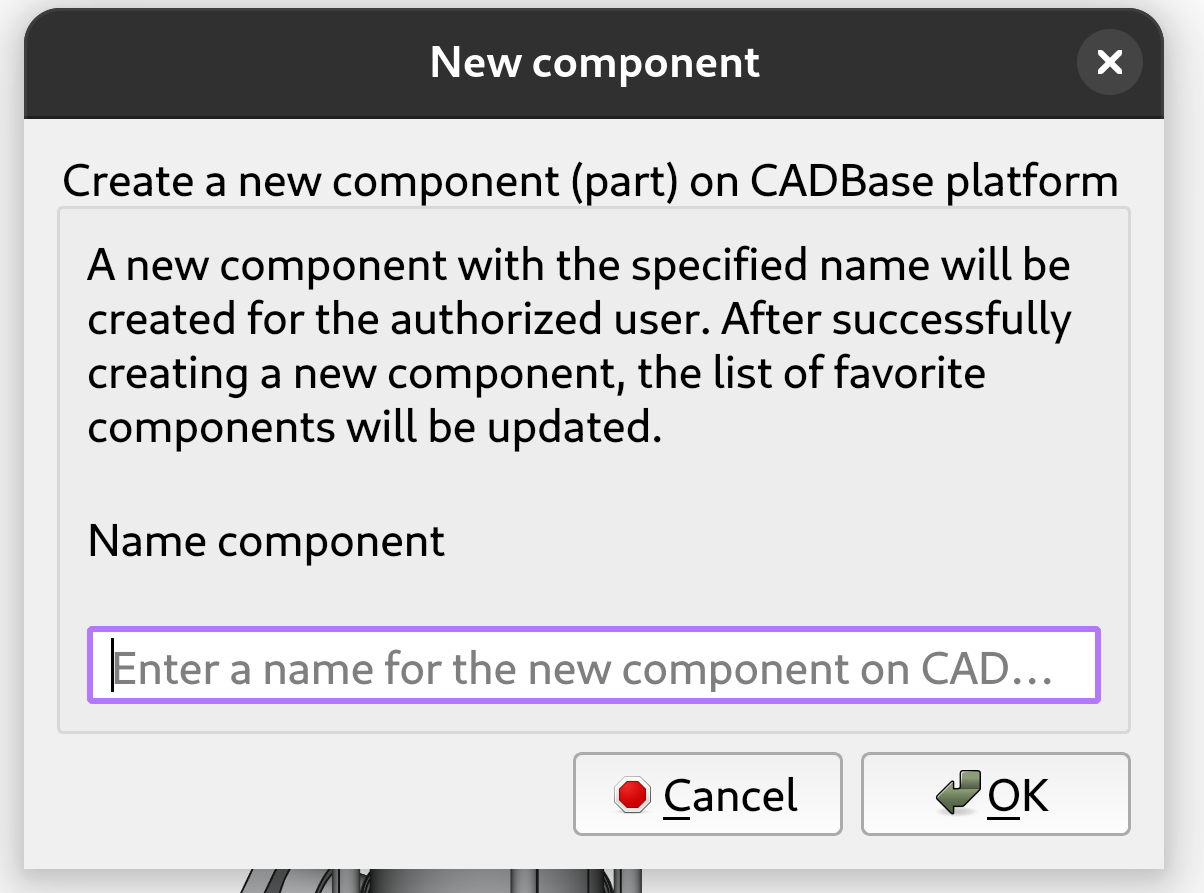 New component
Create a new component (part) on CADBase platform
A new component with the specified name will be
created for the authorized user. After successfully
creating a new component, the list of favorite
components will be updated.
Name component
Enter a name for the new component on CAD...
Cancel
OK